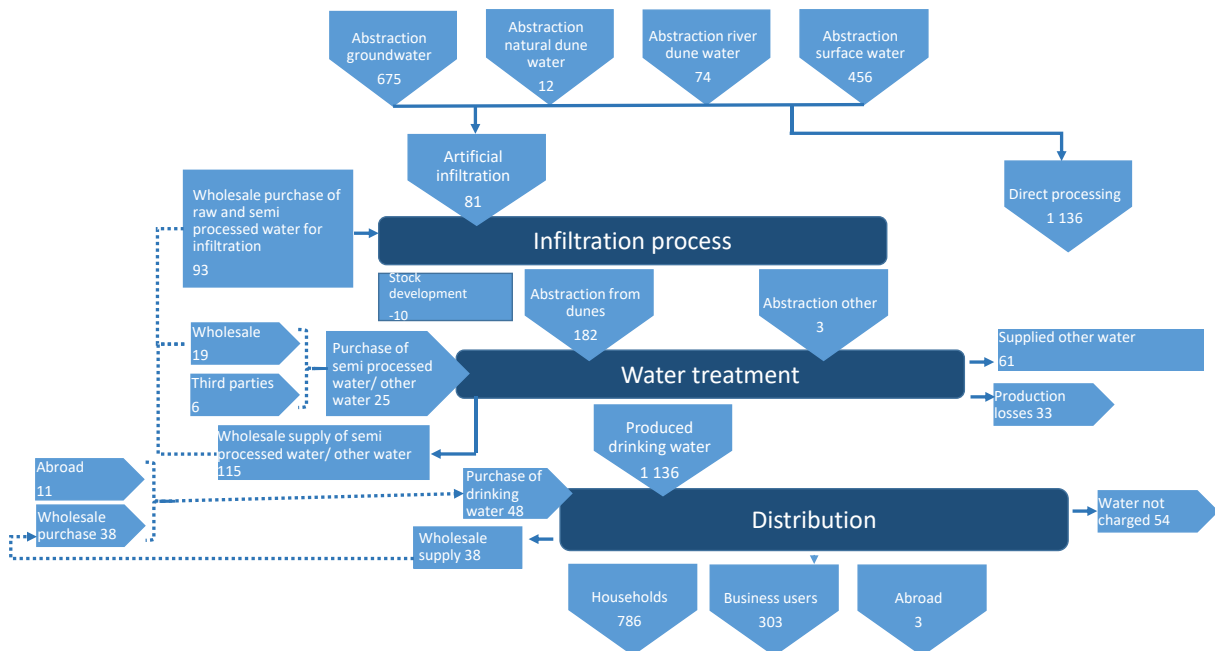 Abstraction
groundwater
675
Abstraction
natural dune
water
12
Abstraction river
dune water
74
Abstraction
surface water
456
Artificial
infiltration
81
Direct processing
1 136
Wholesale purchase of
raw and semi
processed water for
infiltration
93
Infiltration process
Stock
development
-10
Abstraction from
dunes
182
Abstraction other
3
Wholesale
19
Third parties
6
Purchase of
semi processed
water/ other
water 25
Water treatment
Supplied other water
61
Production
losses 33
Wholesale supply of semi
processed water/ other water
115
Produced
drinking water
1 136
Abroad
11
Wholesale
purchase 38
Purchase of
drinking
water 48
Distribution
Water not
charged 54
Wholesale
supply 38
Households
786
Business users
303
Abroad
3